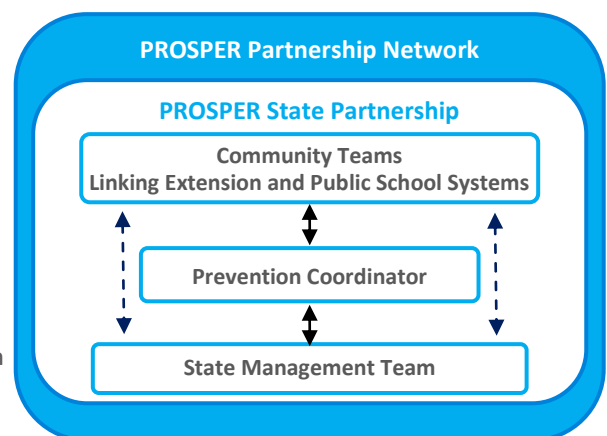 PROSPER Partnership Network
PROSPER State Partnership
Community Teams
Linking Extension and Public School Systems
Prevention Coordinator
State Management Team